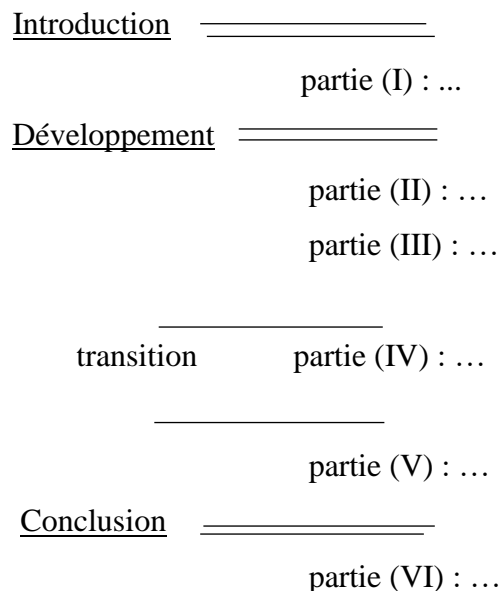 Introduction
partie (I) : ...
Développement
partie (II) : …
partie (III) : …
transition partie (IV) : …
partie (V) : …
Conclusion
partie (VI) : …